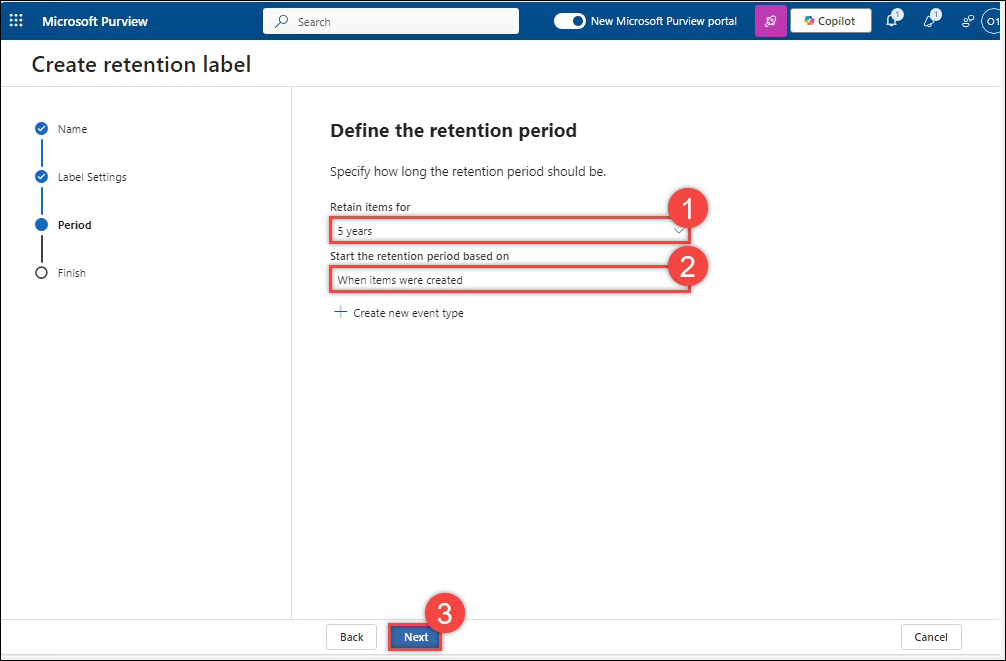 Microsoft Purview
Search
New Microsoft Purview portal
Copilot
1
1
O1
Create retention label
Name
Label Settings
Period
Finish
Define the retention period
Specify how long the retention period should be.
Retain items for
1
5 years
Start the retention period based on
2
When items were created
+ Create new event type
3
Back
Next
Cancel